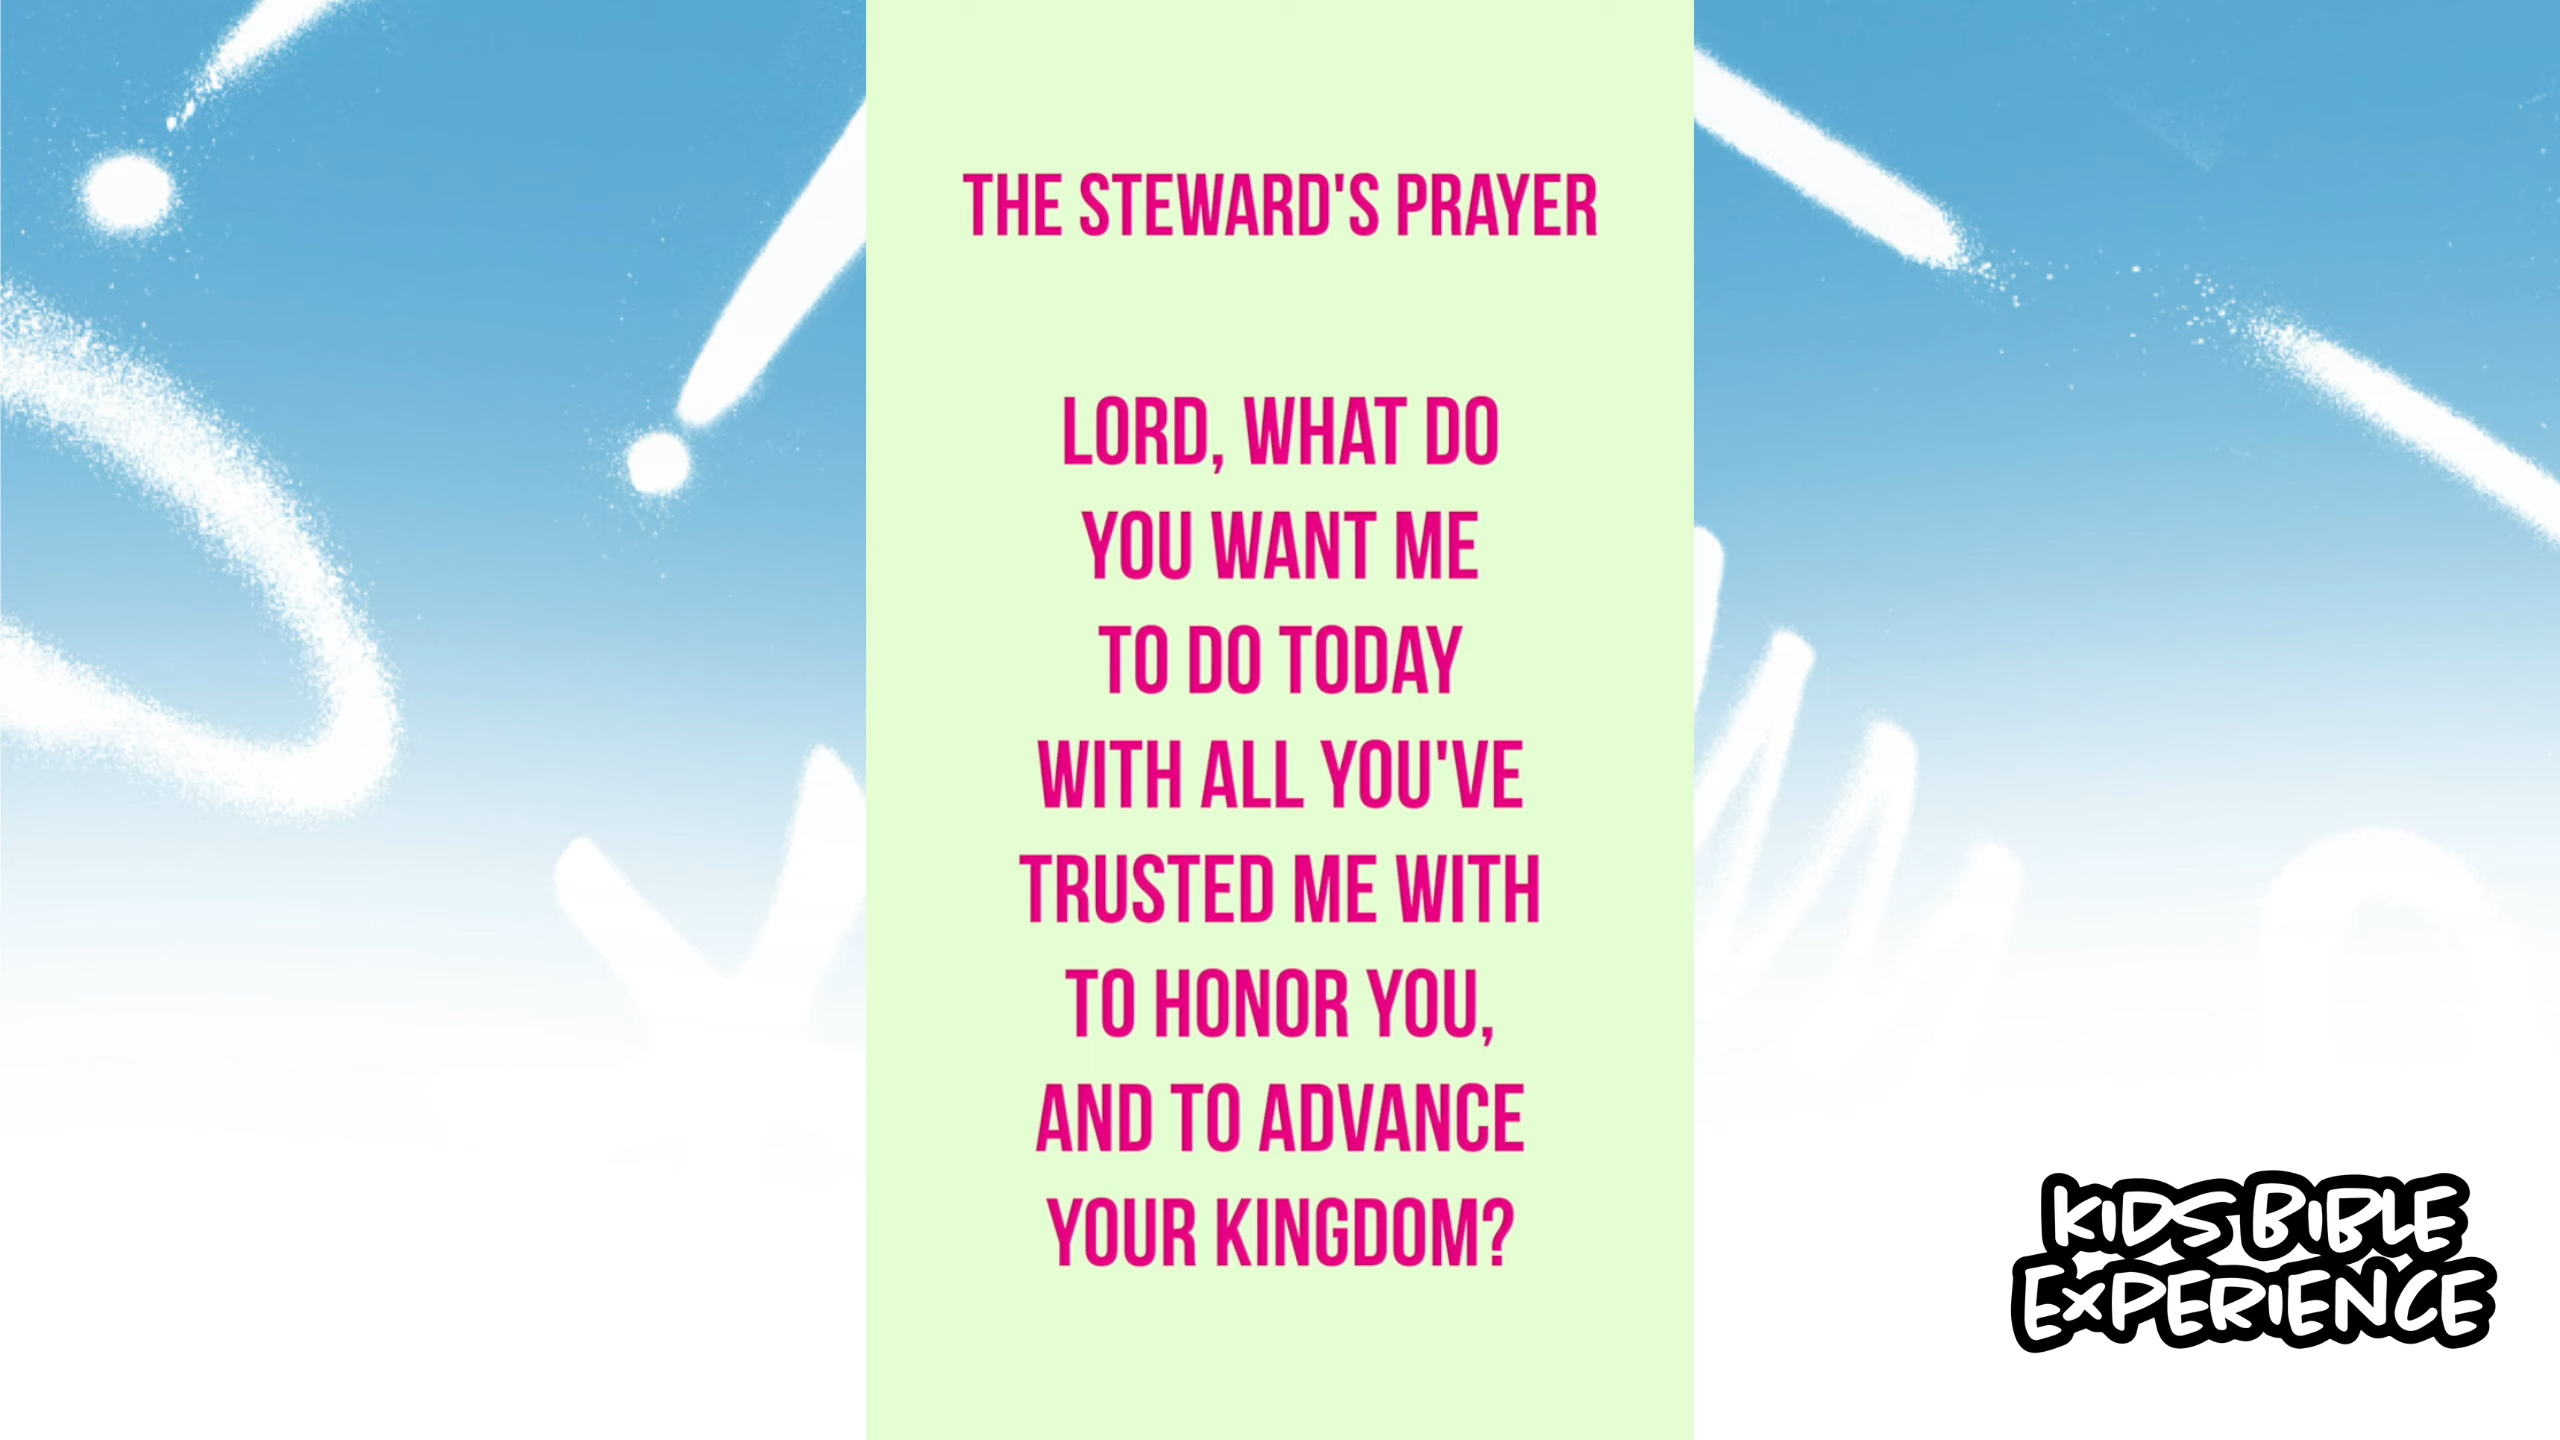 THE STEWARD'S PRAYER
LORD, WHAT DO
YOU WANT ME
TO DO TODAY
WITH ALL YOU'VE
TRUSTED ME WITH
TO HONOR YOU,
AND TO ADVANCE
YOUR KINGDOM?
KIDS BIBLE
EXPERIENCE